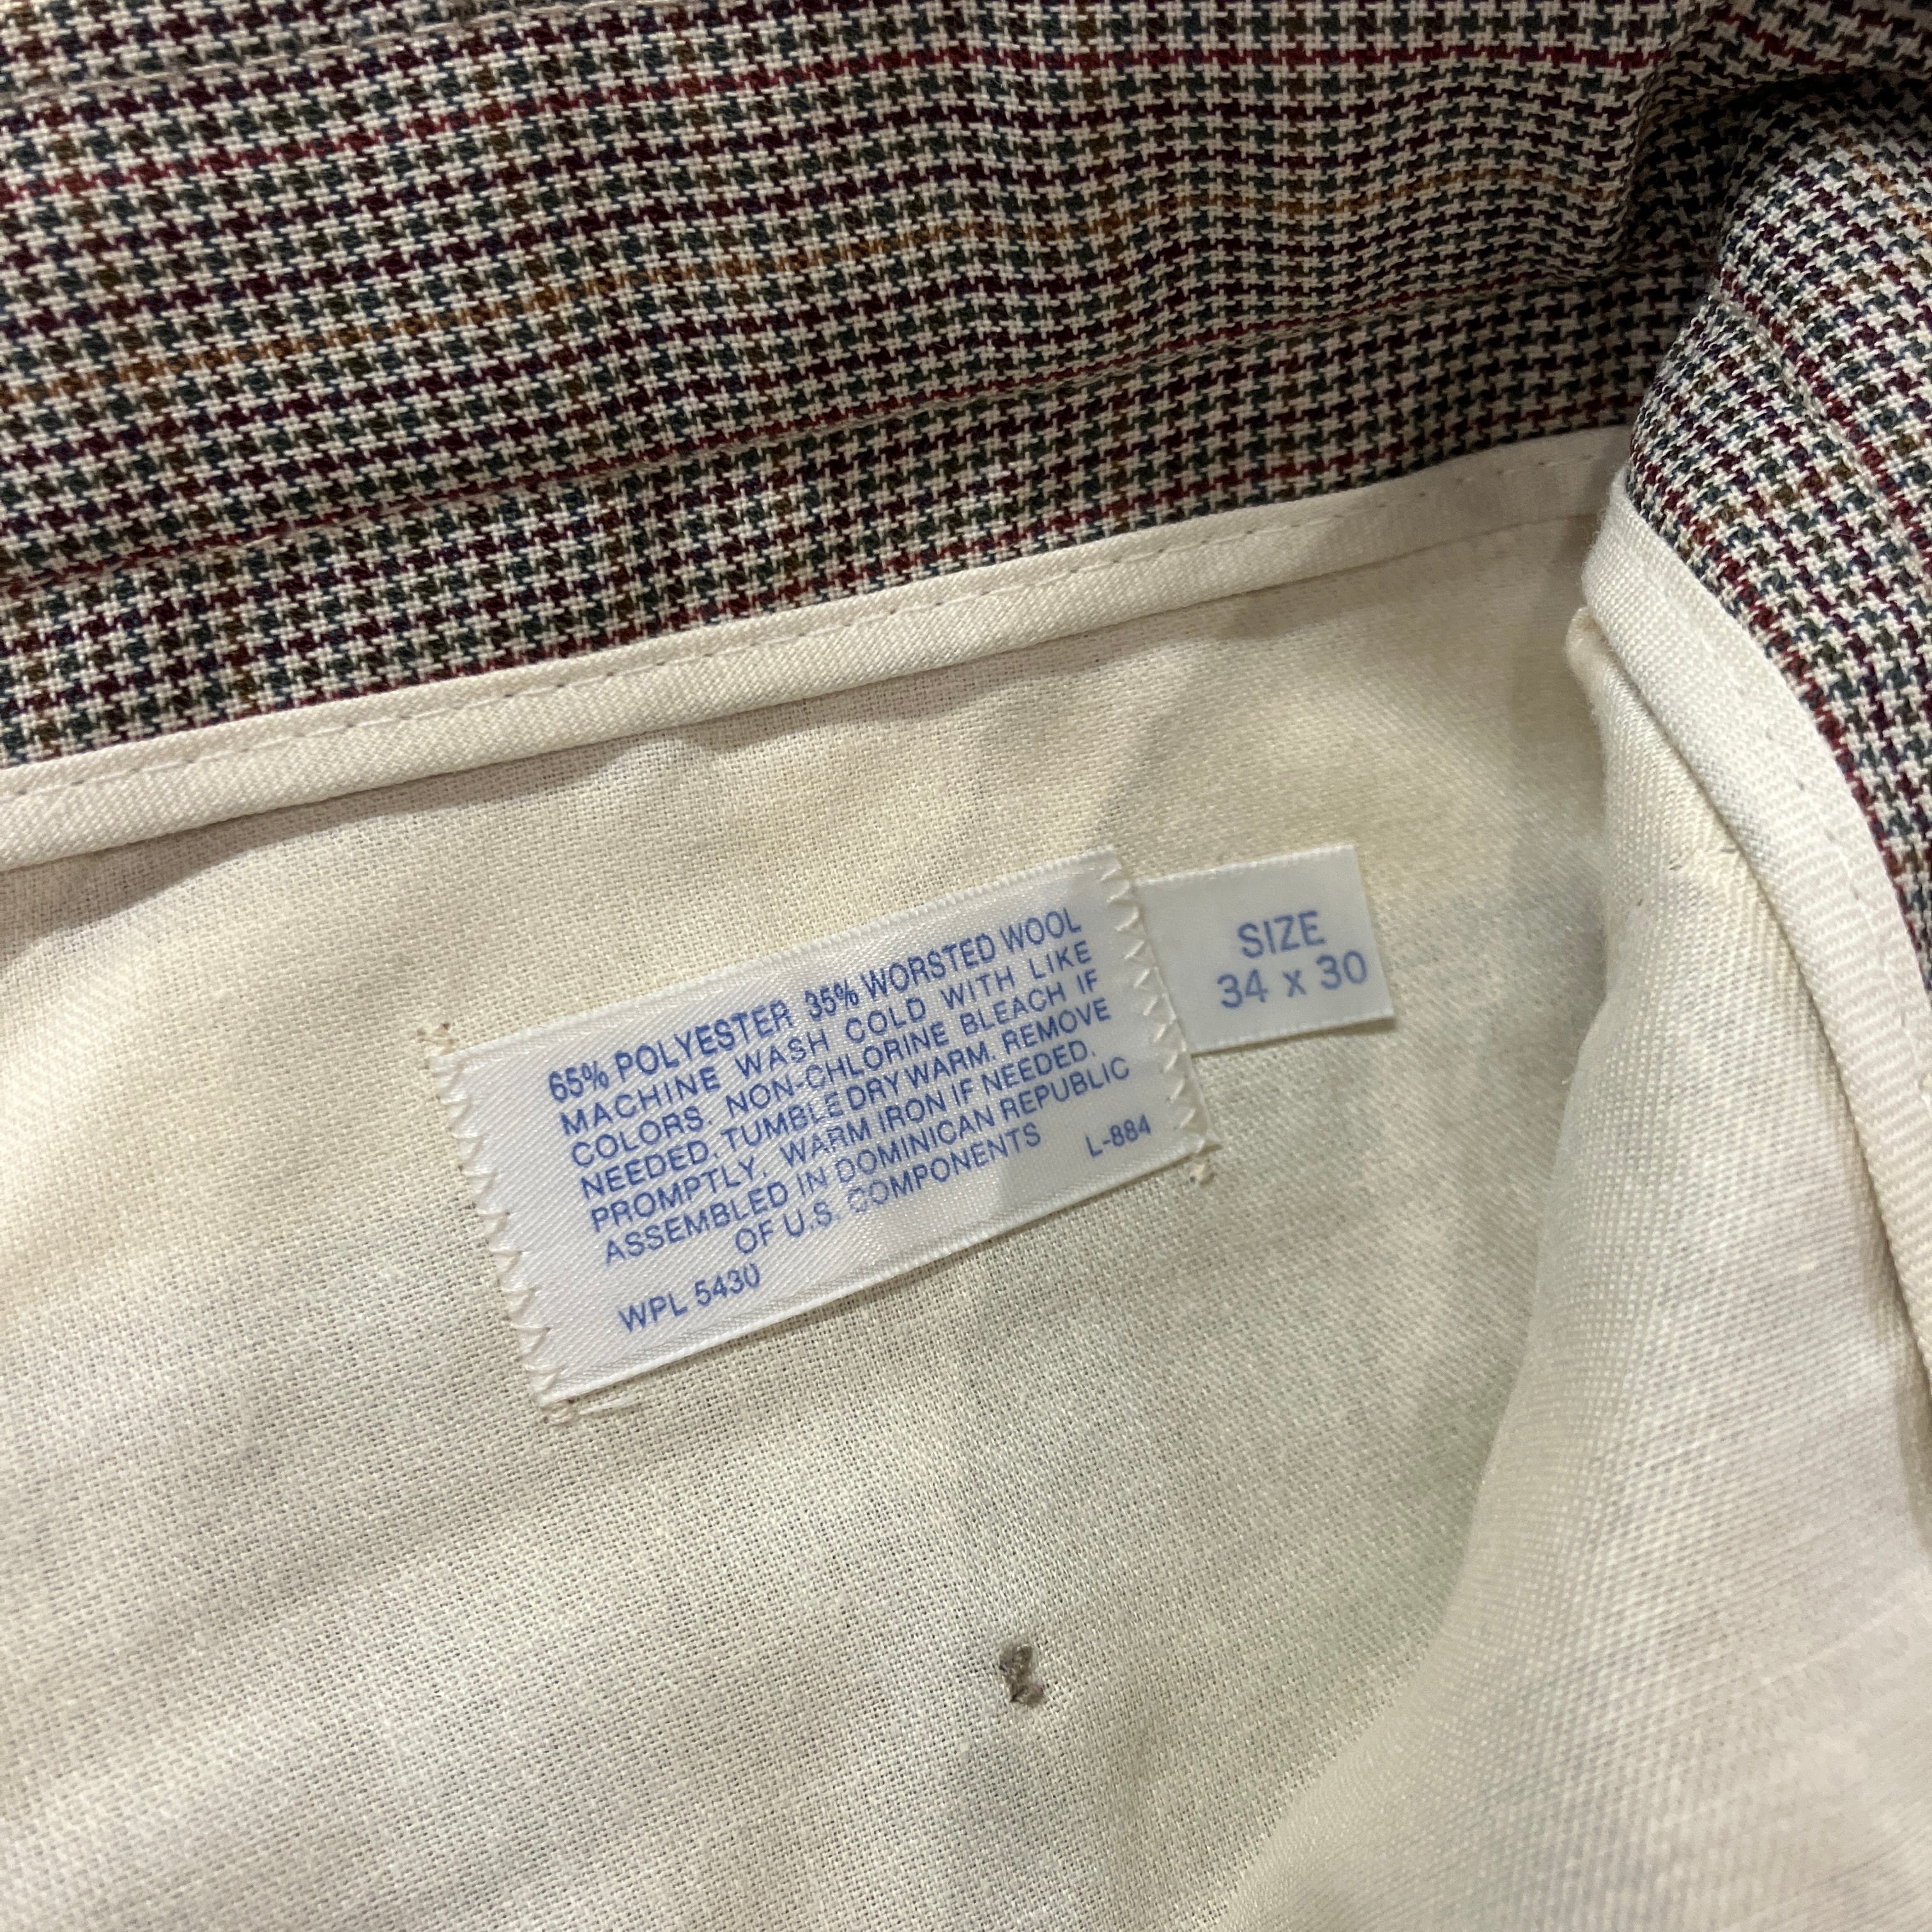 65% POLYESTER 35% WORSTED WOOL
MACHINE WASH COLD WITH LIKE
COLORS. NON-CHLORINE BLEACH IF
NEEDED. TUMBLE DRY WARM. REMOVE
PROMPTLY. WARM IRON IF NEEDED.
ASSEMBLED IN DOMINICAN REPUBLIC
OF U.S. COMPONENTS
L-884
WPL 5430
SIZE
34 x 30